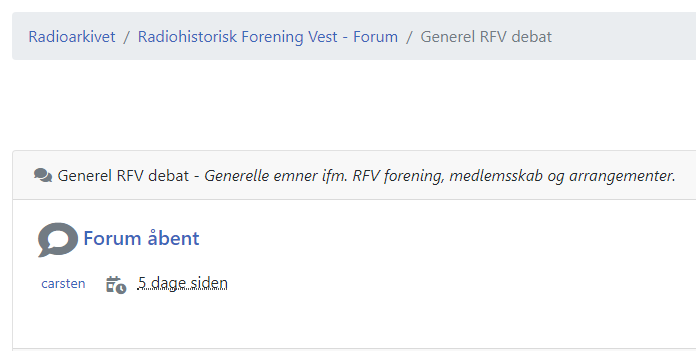 Radioarkivet / Radiohistorisk Forening Vest - Forum / Generel RFV debat
Generel RFV debat - Generelle emner ifm. RFV forening, medlemsskab og arrangementer.
Forum åbent
carsten 5 dage siden